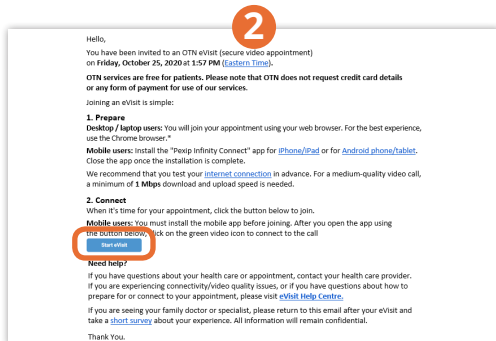 2
Hello,
You have been invited to an OTN eVisit (secure video appointment)
on Friday, October 25, 2020 at 1:57 PM (Eastern Time).
OTN services are free for patients. Please note that OTN does not request credit card details
or any form of payment for use of our services.
Joining an eVisit is simple:
1. Prepare
Desktop / laptop users: You will join your appointment using your web browser. For the best experience,
use the Chrome browser.*
Mobile users: Install the "Pexip Infinity Connect" app for iPhone/iPad or for Android phone/tablet.
Close the app once the installation is complete.
We recommend that you test your internet connection in advance. For a medium-quality video call,
a minimum of 1 Mbps download and upload speed is needed.
2. Connect
When it's time for your appointment, click the button below to join.
Mobile users: You must install the mobile app before joining. After you open the app using
the button below, click on the green video icon to connect to the call
Start eVisit
Need help?
If you have questions about your health care or appointment, contact your health care provider.
If you are experiencing connectivity/video quality issues, or if you have questions about how to
prepare for or connect to your appointment, please visit eVisit Help Centre.
If you are seeing your family doctor or specialist, please return to this email after your eVisit and
take a short survey about your experience. All information will remain confidential.
Thank You.